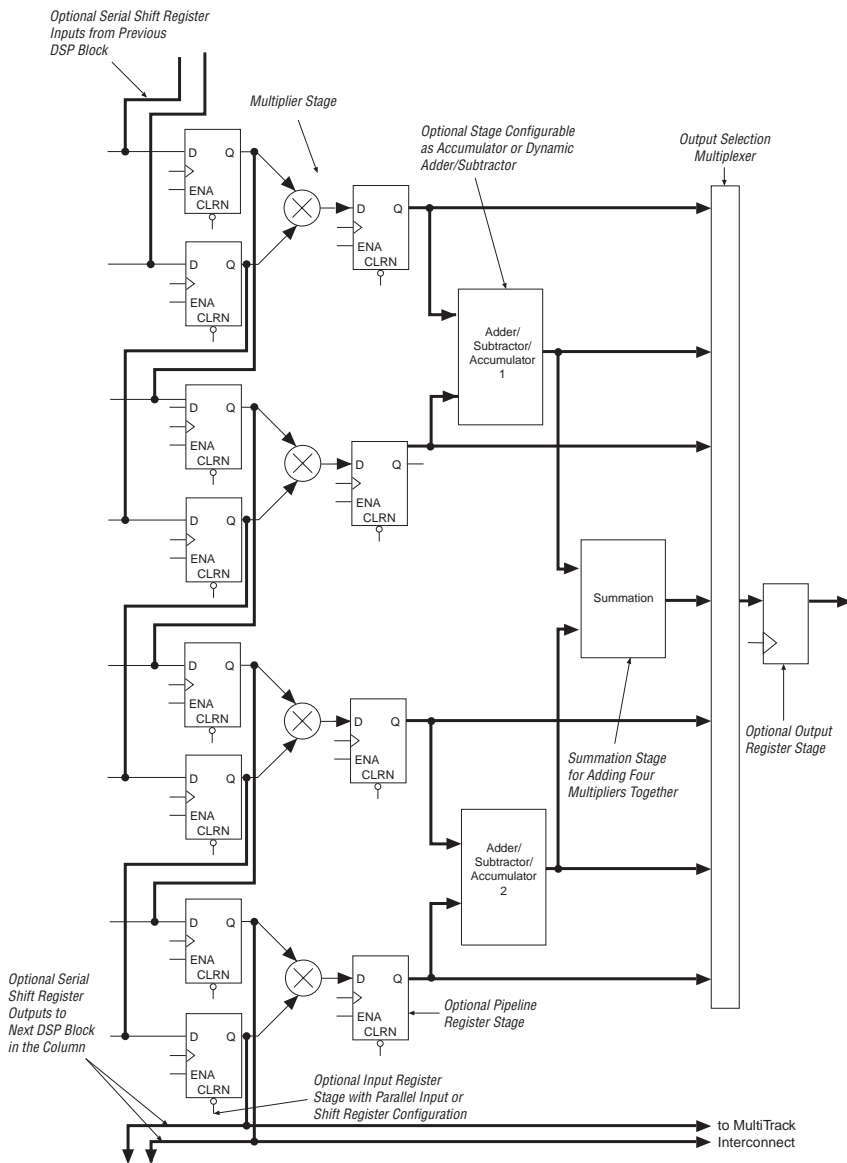 Optional Serial Shift Register
Inputs from Previous
DSP Block
Multiplier Stage
Optional Stage Configurable
as Accumulator or Dynamic
Adder/Subtractor
Output Selection
Multiplexer
D Q
ENA
CLRN
D Q
ENA
CLRN
D Q
ENA
CLRN
Adder/
Subtractor/
Accumulator
1
D Q
ENA
CLRN
D Q
ENA
CLRN
D Q
ENA
CLRN
Summation
D Q
ENA
CLRN
D Q
ENA
CLRN
D Q
ENA
CLRN
Summation Stage
for Adding Four
Multipliers Together
Optional Output
Register Stage
Adder/
Subtractor/
Accumulator
2
D Q
ENA
CLRN
D Q
ENA
CLRN
D Q
ENA
CLRN
Optional Serial
Shift Register
Outputs to
Next DSP Block
in the Column
Optional Pipeline
Register Stage
Optional Input Register
Stage with Parallel Input or
Shift Register Configuration
to MultiTrack
Interconnect